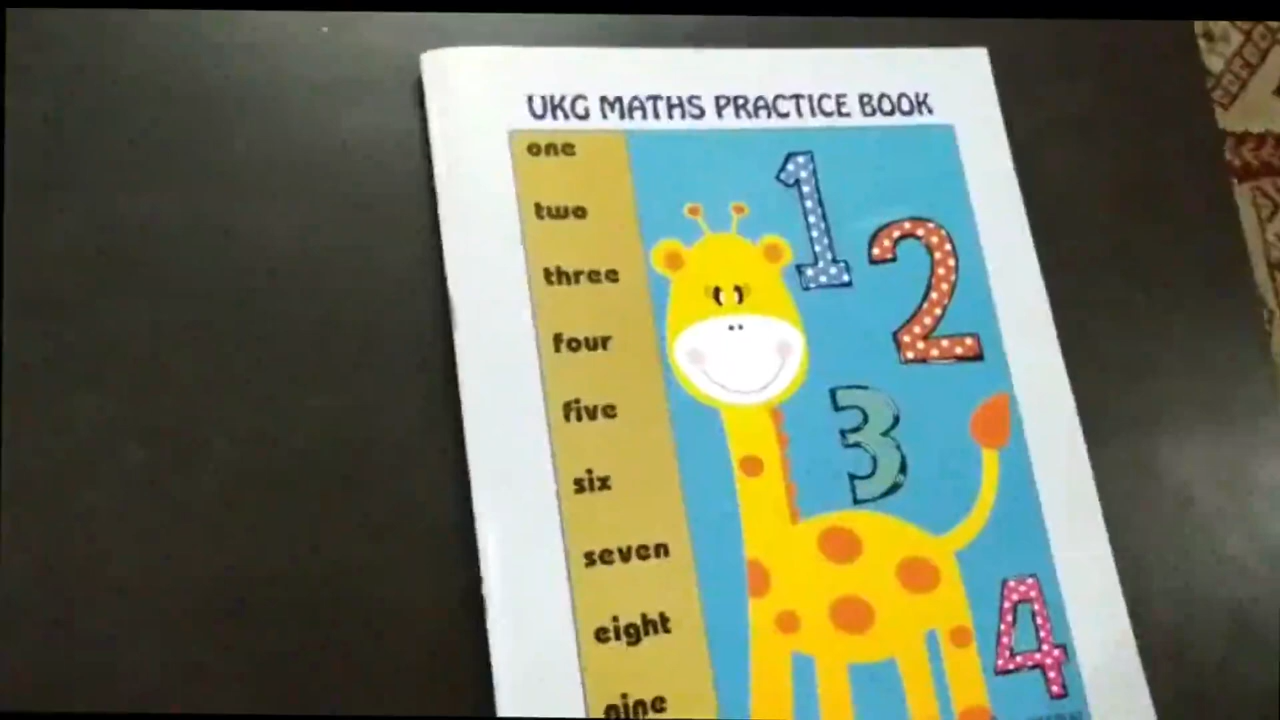 UKG MATHS PRACTICE BOOK
one
two
three
four
five
six
seven
eight
nine
1
2
3
4